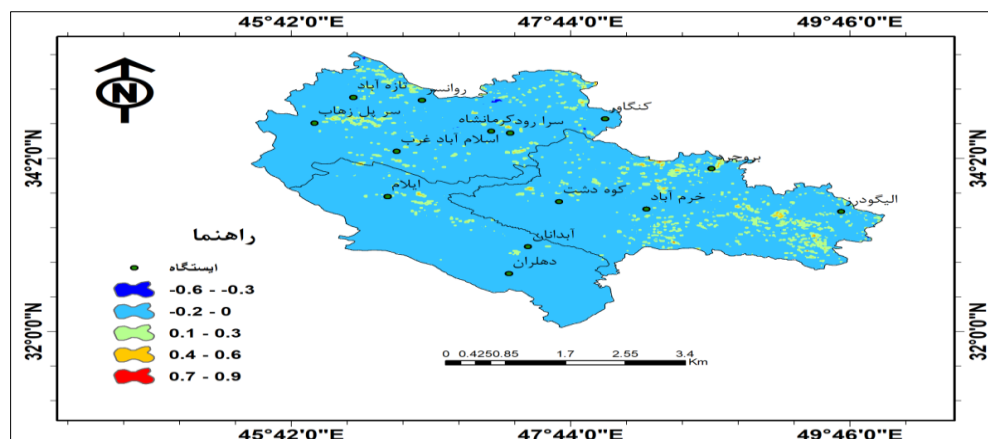 45°42'0"E 47°44'0"E 49°46'0"E
N
تازه آباد
روانسر
سر پل زهاب
سرا رودکرمانشاه
کنگاور
اسلام آباد غرب
بروجرد
34°2'0"N 34°2'0"N
ایلام
کوه دشت
خرم آباد
الیگودرز
آبدانان
دهلران
راهنما
ایستگاه
-0.6 - -0.3
-0.2 - 0
0.1 - 0.3
0.4 - 0.6
0.7 - 0.9
32°0'0"N 32°0'0"N
0 0.4250.85 1.7 2.55 3.4
Km
45°42'0"E 47°44'0"E 49°46'0"E